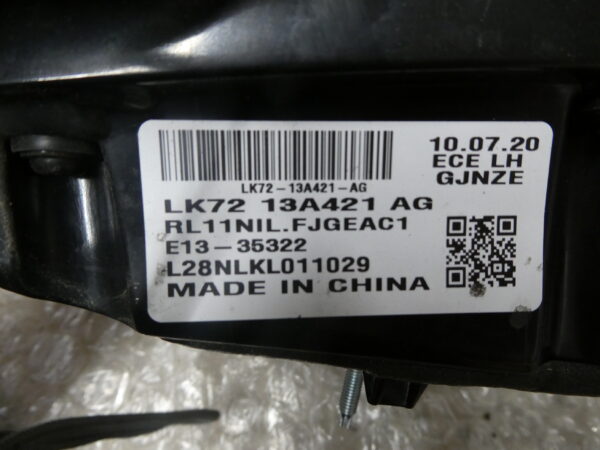 10.07.20
ECE LH
GJNZE
LK72-13A421-AG
LK72 13A421 AG
RL11NIL.FJGEAC1
E13-35322
L28NLKL011029
MADE IN CHINA